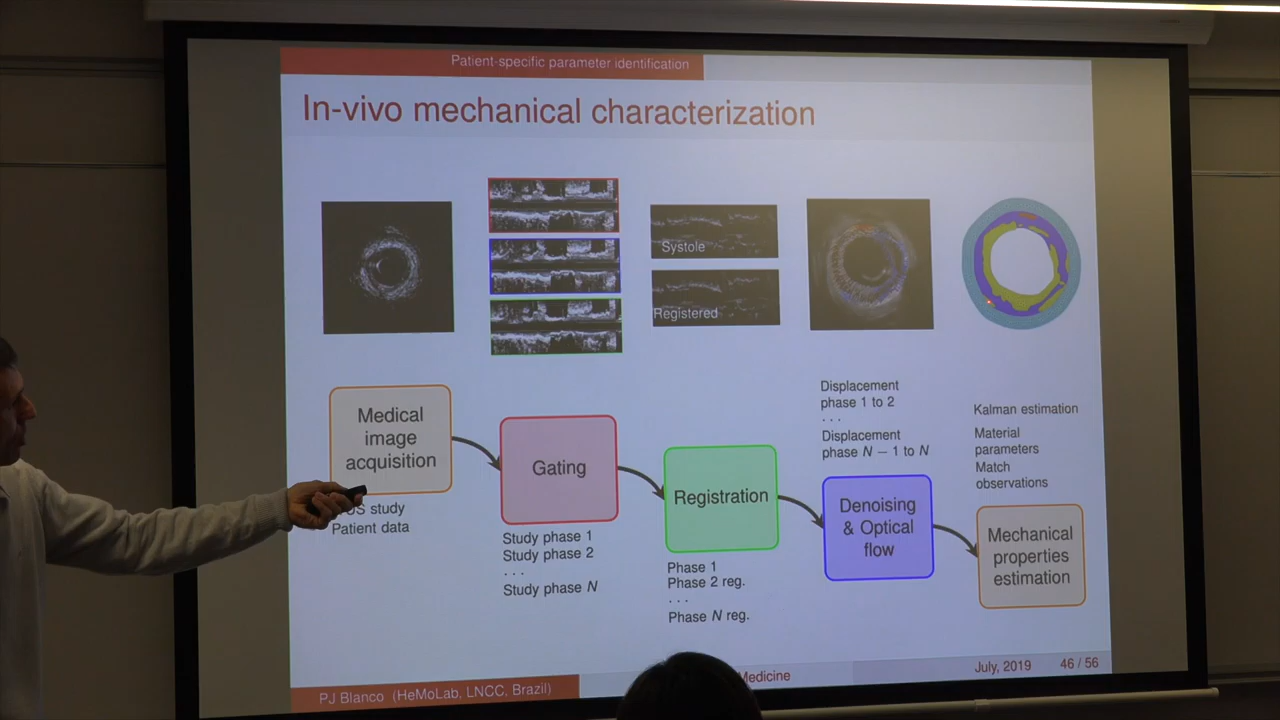 Patient-specific parameter identification
In-vivo mechanical characterization
Systole
Registered
Medical
image
acquisition
study
Patient data
Gating
Study phase 1
Study phase 2
. . .
Study phase N
Registration
Phase 1
Phase 2 reg.
. . .
Phase N reg.
Displacement
phase 1 to 2
. . .
Displacement
phase N − 1 to N
Denoising
& Optical
flow
Kalman estimation
Material
parameters
Match
observations
Mechanical
properties
estimation
PJ Blanco (HeMoLab, LNCC, Brazil)
Medicine
July, 2019
46 / 56